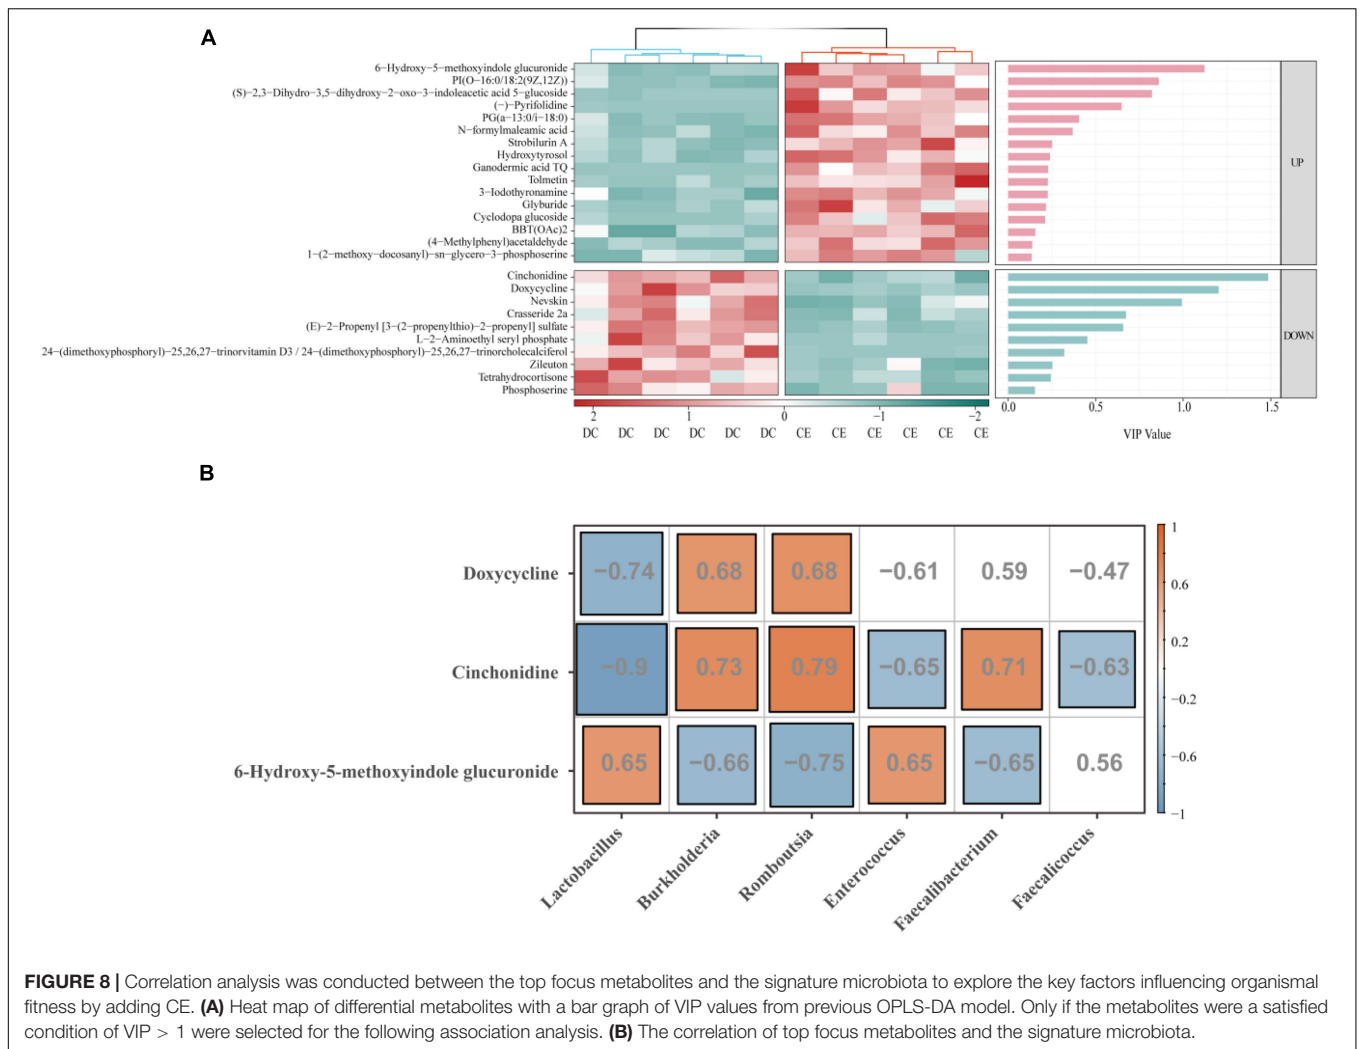 A
6−Hydroxy−5−methoxyindole glucuronide
PI(O−16:0/18:2(9Z,12Z))
(S)−2,3−Dihydro−3,5−dihydroxy−2−oxo−3−indoleacetic acid 5−glucoside
(−)−Pyrifolidine
PG(a−13:0/i−18:0)
N−formylmaleamic acid
Strobilurin A
Hydroxytyrosol
Ganodermic acid TQ
Tolmetin
3−Iodothyronamine
Glyburide
Cyclodopa glucoside
BBT(OAc)2
(4−Methylphenyl)acetaldehyde
1−(2−methoxy−docosanyl)−sn−glycero−3−phosphoserine
UP
Cinchonidine
Doxycycline
Nevskin
Crasseride 2a
(E)−2−Propenyl [3−(2−propenylthio)−2−propenyl] sulfate
L−2−Aminoethyl seryl phosphate
24−(dimethoxyphosphoryl)−25,26,27−trinorvitamin D3 / 24−(dimethoxyphosphoryl)−25,26,27−trinorcholecalciferol
Zileuton
Tetrahydrocortisone
Phosphoserine
DOWN
2 1 0 −1 −2
DC DC DC DC DC DC CE CE CE CE CE CE
0.0 0.5 1.0 1.5
VIP Value
B
Doxycycline −0.74 0.68 0.68 −0.61 0.59 −0.47
Cinchonidine −0.9 0.73 0.79 −0.65 0.71 −0.63
6-Hydroxy-5-methoxyindole glucuronide 0.65 −0.66 −0.75 0.65 −0.65 0.56
1
0.6
0.2
−0.2
−0.6
−1
Lactobacillus
Burkholderia
Romboutsia
Enterococcus
Faecalibacterium
Faecalicoccus
FIGURE 8 | Correlation analysis was conducted between the top focus metabolites and the signature microbiota to explore the key factors influencing organismal
fitness by adding CE. (A) Heat map of differential metabolites with a bar graph of VIP values from previous OPLS-DA model. Only if the metabolites were a satisfied
condition of VIP > 1 were selected for the following association analysis. (B) The correlation of top focus metabolites and the signature microbiota.